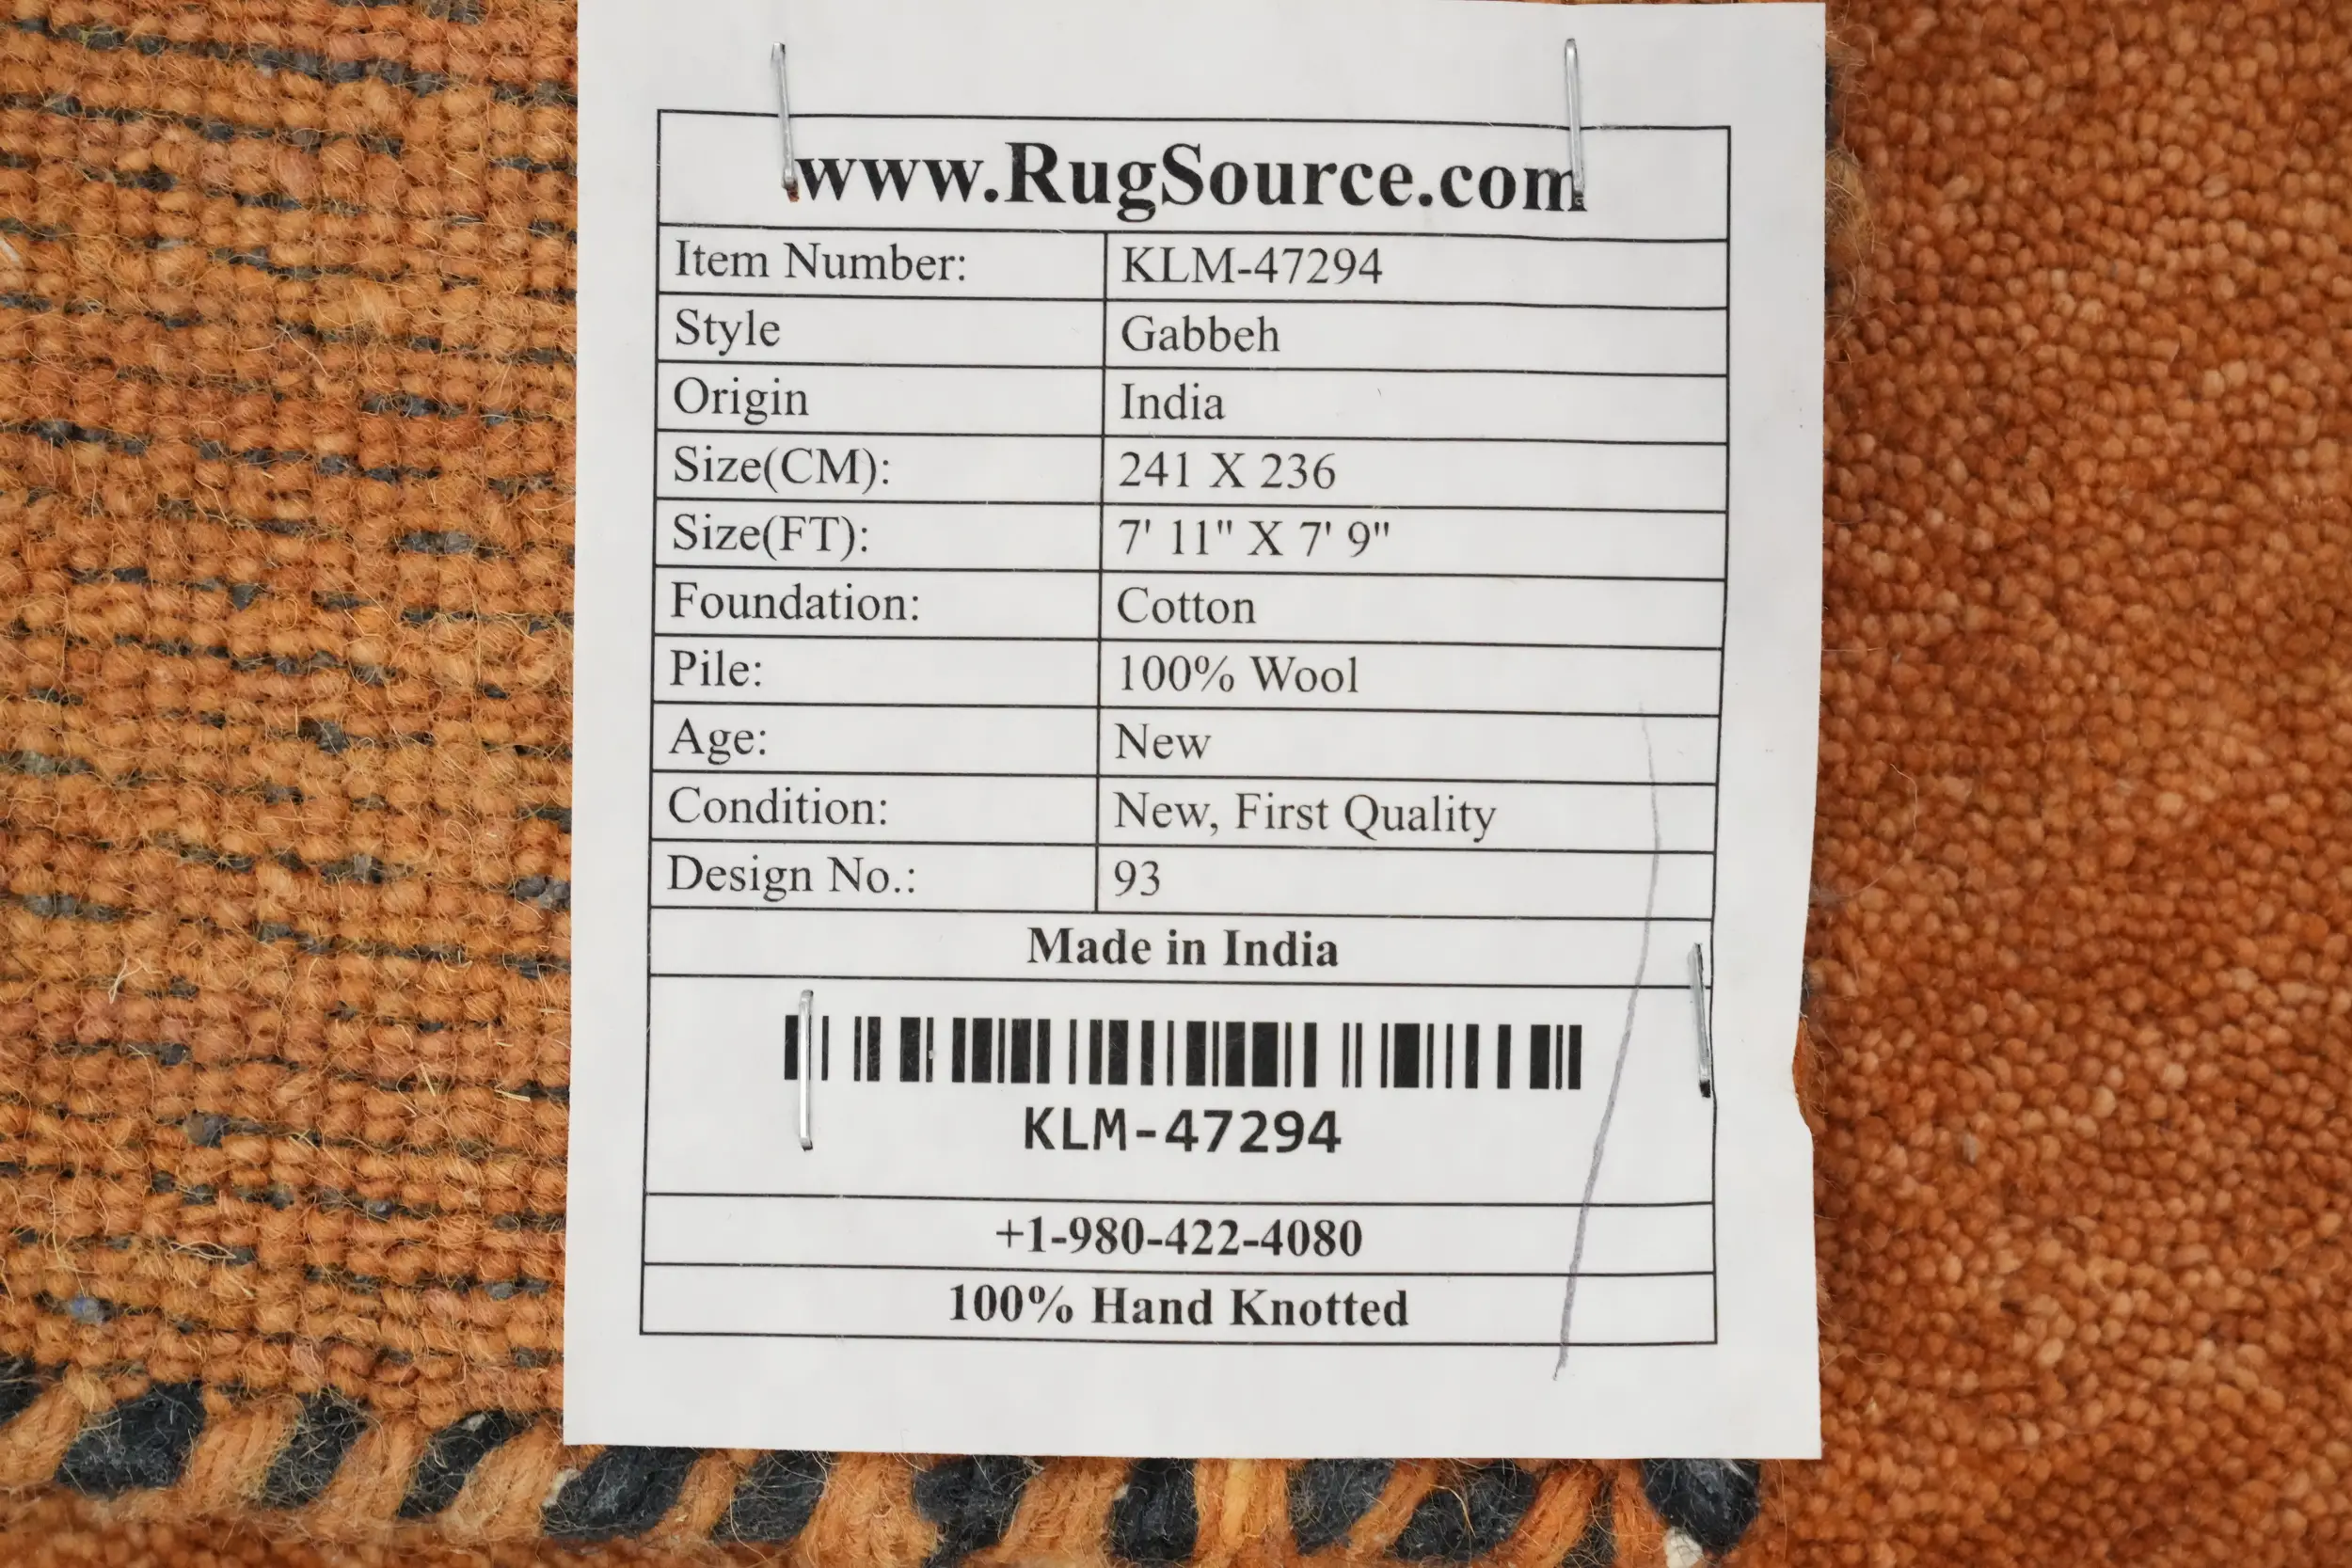 www.RugSource.com
Item Number: KLM-47294
Style Gabbeh
Origin India
Size(CM): 241 X 236
Size(FT): 7' 11" X 7' 9"
Foundation: Cotton
Pile: 100% Wool
Age: New
Condition: New, First Quality
Design No.: 93
Made in India
KLM-47294
+1-980-422-4080
100% Hand Knotted